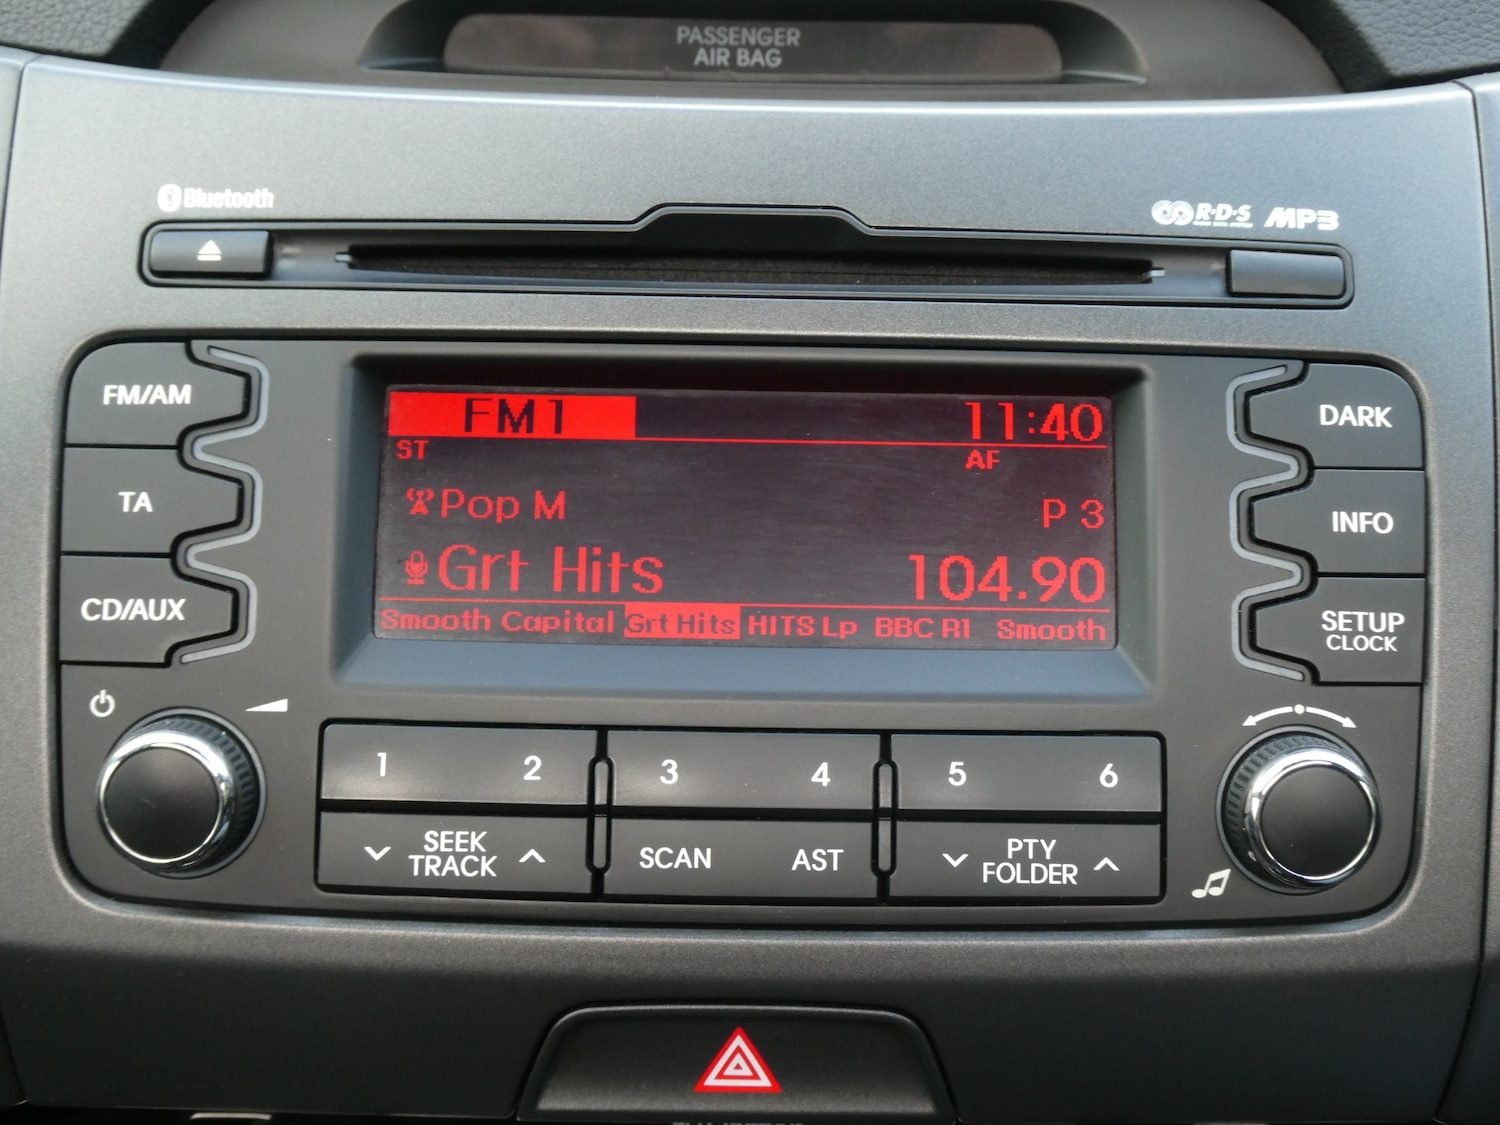 PASSENGER
AIR BAG
Bluetooth
R·D·S MP3
FM/AM
TA
CD/AUX
FM1 11:40
ST AF
Pop M P 3
Grt Hits 104.90
Smooth Capital Grt Hits HITS Lp BBC R1 Smooth
DARK
INFO
SETUP
CLOCK
1 2 3 4 5 6
SEEK
TRACK
SCAN
AST
PTY
FOLDER